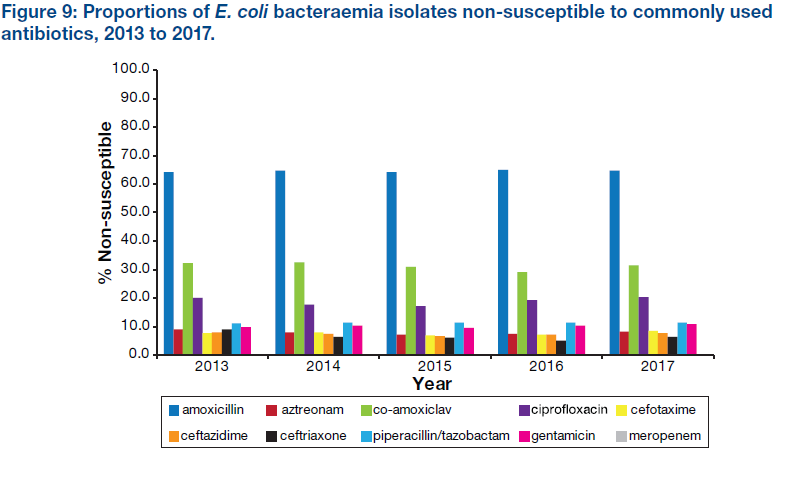 Figure 9: Proportions of E. coli bacteraemia isolates non-susceptible to commonly used
antibiotics, 2013 to 2017.
% Non-susceptible
100.0
90.0
80.0
70.0
60.0
50.0
40.0
30.0
20.0
10.0
0.0
2013 2014 2015 2016 2017
Year
amoxicillin aztreonam co-amoxiclav ciprofloxacin cefotaxime
ceftazidime ceftriaxone piperacillin/tazobactam gentamicin meropenem